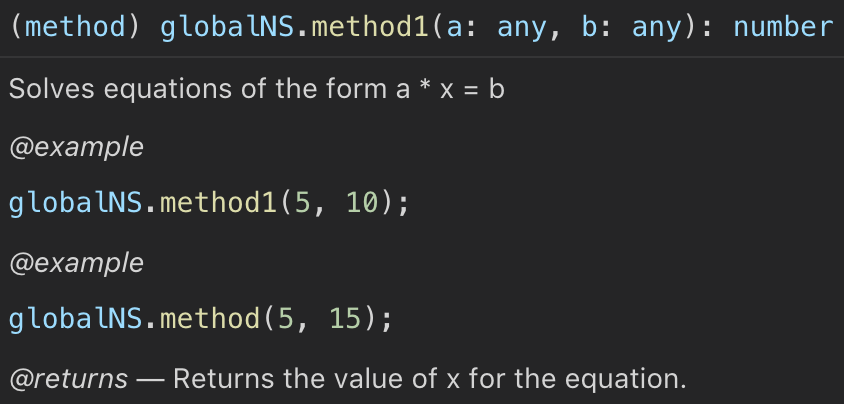 (method) globalNS.method1(a: any, b: any): number
Solves equations of the form a * x = b
@example
globalNS.method1(5, 10);
@example
globalNS.method(5, 15);
@returns — Returns the value of x for the equation.